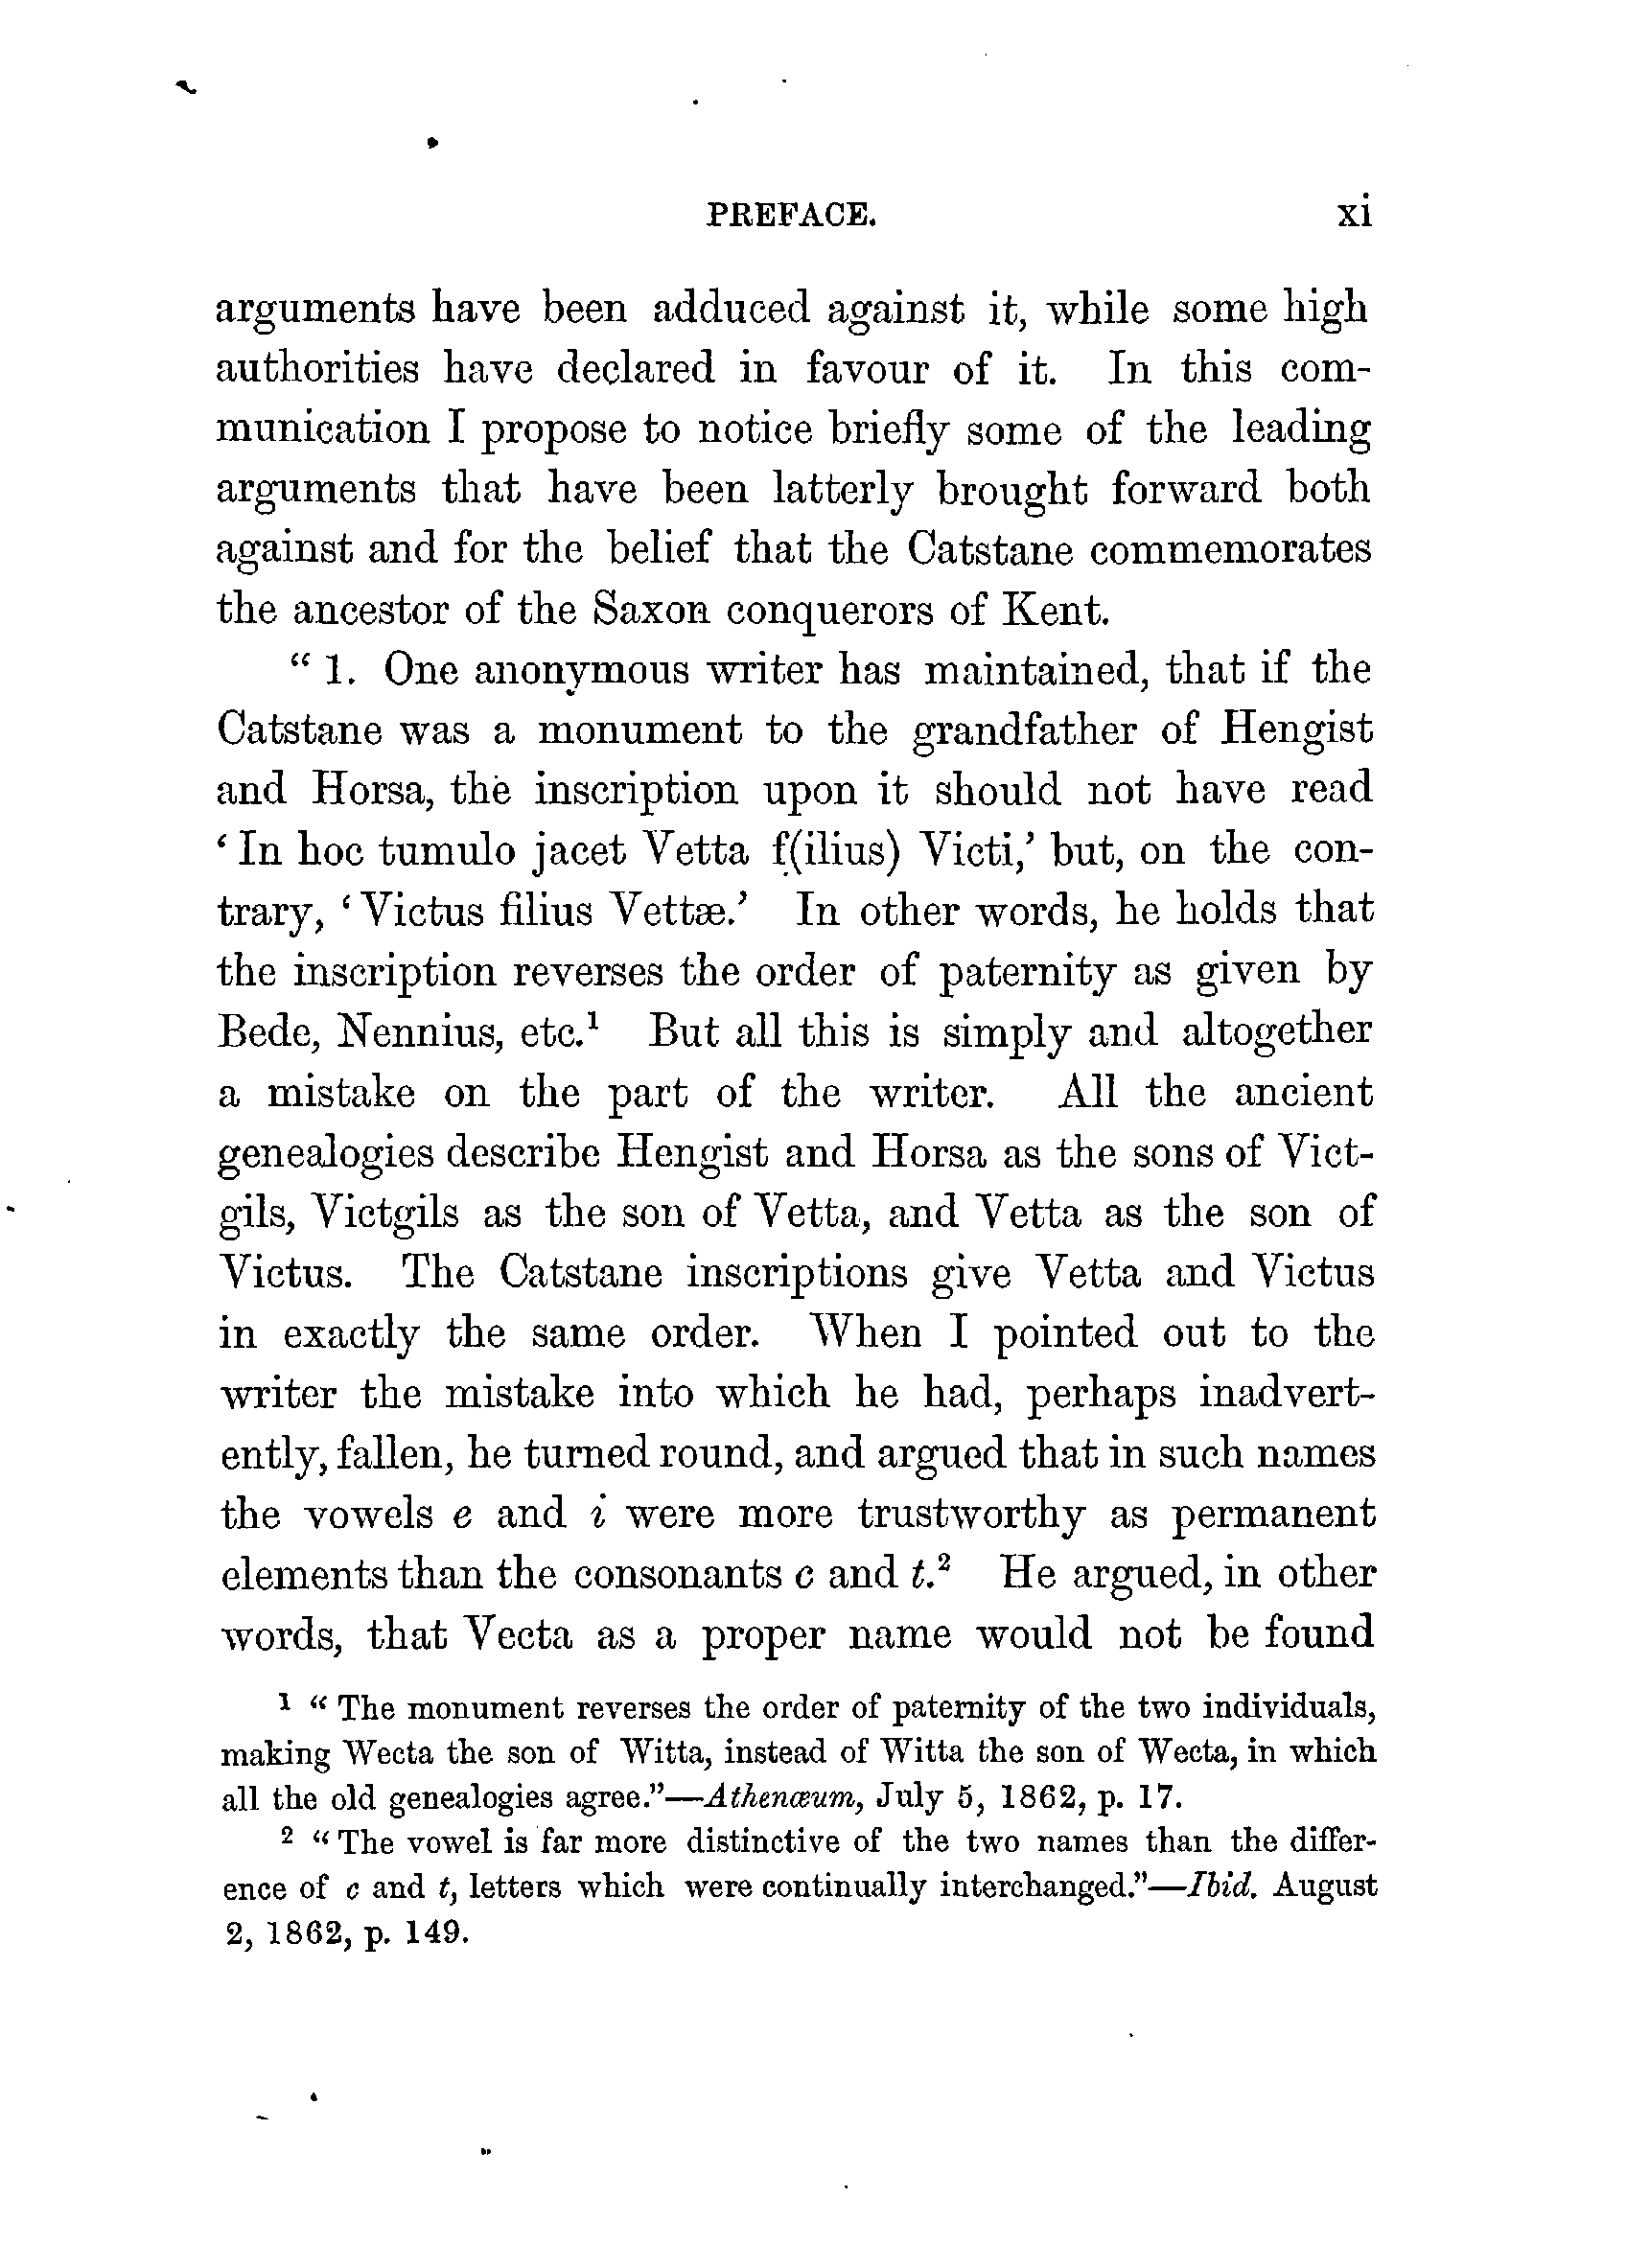 PREFACE. xi
arguments have been adduced against it, while some high
authorities have declared in favour of it. In this com-
munication I propose to notice briefly some of the leading
arguments that have been latterly brought forward both
against and for the belief that the Catstane commemorates
the ancestor of the Saxon conquerors of Kent.
“ 1. One anonymous writer has maintained, that if the
Catstane was a monument to the grandfather of Hengist
and Horsa, the inscription upon it should not have read
‘ In hoc tumulo jacet Vetta f(ilius) Victi,’ but, on the con-
trary, ‘ Victus filius Vettæ.’ In other words, he holds that
the inscription reverses the order of paternity as given by
Bede, Nennius, etc.¹ But all this is simply and altogether
a mistake on the part of the writer. All the ancient
genealogies describe Hengist and Horsa as the sons of Vict-
gils, Victgils as the son of Vetta, and Vetta as the son of
Victus. The Catstane inscriptions give Vetta and Victus
in exactly the same order. When I pointed out to the
writer the mistake into which he had, perhaps inadvert-
ently, fallen, he turned round, and argued that in such names
the vowels e and i were more trustworthy as permanent
elements than the consonants c and t.² He argued, in other
words, that Vecta as a proper name would not be found
¹ “ The monument reverses the order of paternity of the two individuals,
making Wecta the son of Witta, instead of Witta the son of Wecta, in which
all the old genealogies agree.”—Athenæum, July 5, 1862, p. 17.
² “ The vowel is far more distinctive of the two names than the differ-
ence of c and t, letters which were continually interchanged.”—Ibid. August
2, 1862, p. 149.